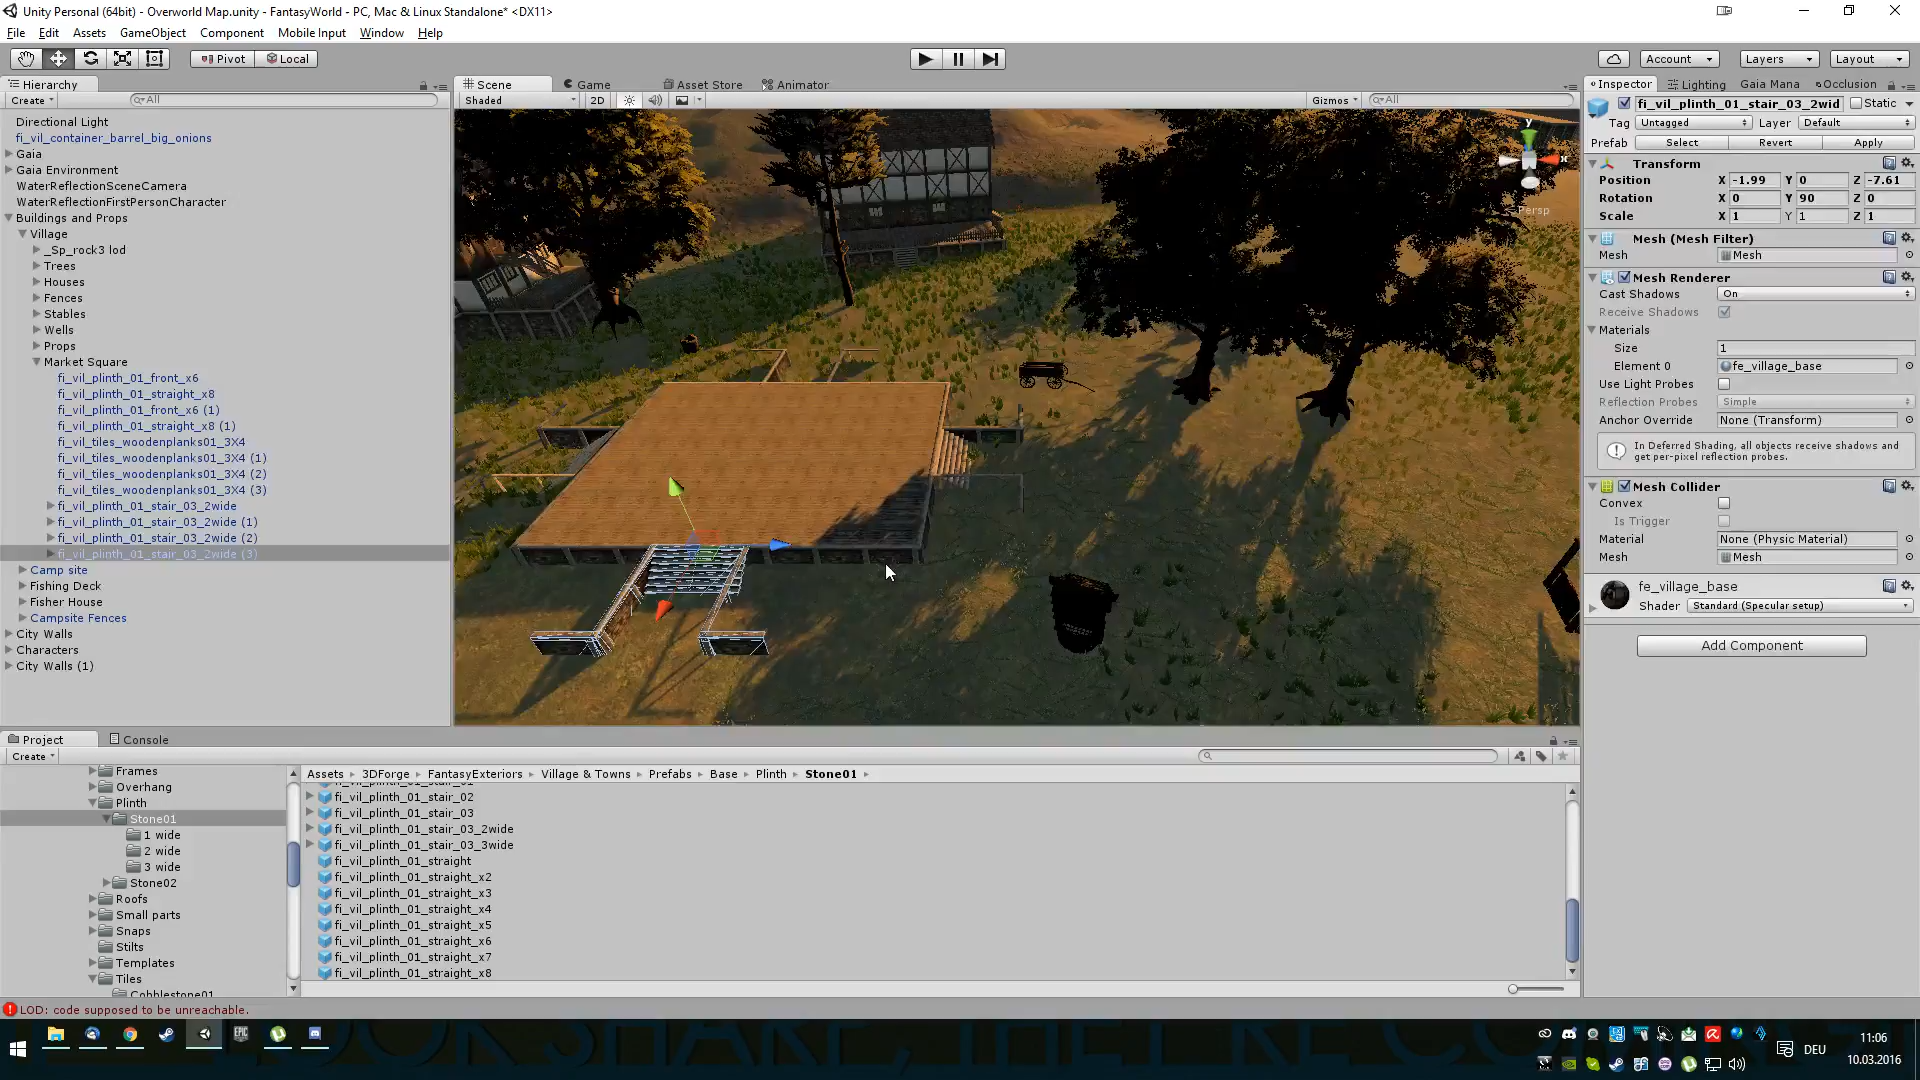 Unity Personal (64bit) - Overworld Map.unity - FantasyWorld - PC, Mac & Linux Standalone* <DX11>
File Edit Assets GameObject Component Mobile Input Window Help
Pivot Local Account Layers Layout
Hierarchy
Create All
Directional Light
fi_vil_container_barrel_big_onions
Gaia
Gaia Environment
WaterReflectionSceneCamera
WaterReflectionFirstPersonCharacter
Buildings and Props
Village
_Sp_rock3 lod
Trees
Houses
Fences
Stables
Wells
Props
Market Square
fi_vil_plinth_01_front_x6
fi_vil_plinth_01_straight_x8
fi_vil_plinth_01_front_x6 (1)
fi_vil_plinth_01_straight_x8 (1)
fi_vil_tiles_woodenplanks01_3X4
fi_vil_tiles_woodenplanks01_3X4 (1)
fi_vil_tiles_woodenplanks01_3X4 (2)
fi_vil_tiles_woodenplanks01_3X4 (3)
fi_vil_plinth_01_stair_03_2wide
fi_vil_plinth_01_stair_03_2wide (1)
fi_vil_plinth_01_stair_03_2wide (2)
fi_vil_plinth_01_stair_03_2wide (3)
Camp site
Fishing Deck
Fisher House
Campsite Fences
City Walls
Characters
City Walls (1)
Scene Game Asset Store Animator
Shaded 2D Gizmos All
y
x
Persp
Inspector Lighting Gaia Mana Occlusion
fi_vil_plinth_01_stair_03_2wid Static
Tag Untagged Layer Default
Prefab Select Revert Apply
Transform
Position X -1.99 Y 0 Z -7.61
Rotation X 0 Y 90 Z 0
Scale X 1 Y 1 Z 1
Mesh (Mesh Filter)
Mesh Mesh
Mesh Renderer
Cast Shadows On
Receive Shadows
Materials
Size 1
Element 0 fe_village_base
Use Light Probes
Reflection Probes Simple
Anchor Override None (Transform)
In Deferred Shading, all objects receive shadows and
get per-pixel reflection probes.
Mesh Collider
Convex
Is Trigger
Material None (Physic Material)
Mesh Mesh
fe_village_base
Shader Standard (Specular setup)
Add Component
Project Console
Create
Frames
Overhang
Plinth
Stone01
1 wide
2 wide
3 wide
Stone02
Roofs
Small parts
Snaps
Stilts
Templates
Tiles
Cobblestone01
Assets 3DForge FantasyExteriors Village & Towns Prefabs Base Plinth Stone01
fi_vil_plinth_01_stair_02
fi_vil_plinth_01_stair_03
fi_vil_plinth_01_stair_03_2wide
fi_vil_plinth_01_stair_03_3wide
fi_vil_plinth_01_straight
fi_vil_plinth_01_straight_x2
fi_vil_plinth_01_straight_x3
fi_vil_plinth_01_straight_x4
fi_vil_plinth_01_straight_x5
fi_vil_plinth_01_straight_x6
fi_vil_plinth_01_straight_x7
fi_vil_plinth_01_straight_x8
LOD: code supposed to be unreachable.
EPIC
DEU
11:06
10.03.2016